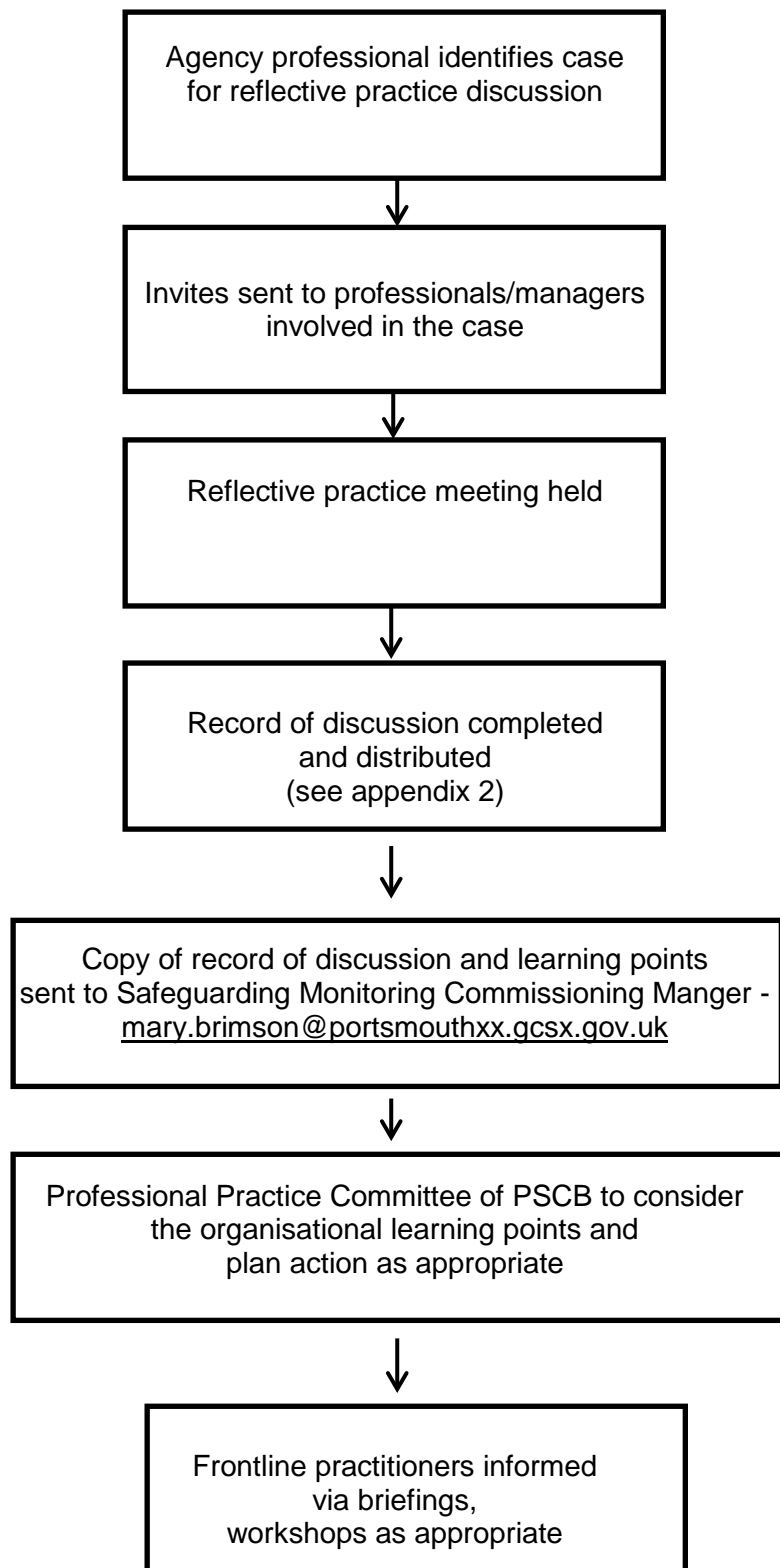 Agency professional identifies case
for reflective practice discussion
Invites sent to professionals/managers
involved in the case
Reflective practice meeting held
Record of discussion completed
and distributed
(see appendix 2)
Copy of record of discussion and learning points
sent to Safeguarding Monitoring Commissioning Manger -
mary.brimson@portsmouthxx.gcsx.gov.uk
Professional Practice Committee of PSCB to consider
the organisational learning points and
plan action as appropriate
Frontline practitioners informed
via briefings,
workshops as appropriate